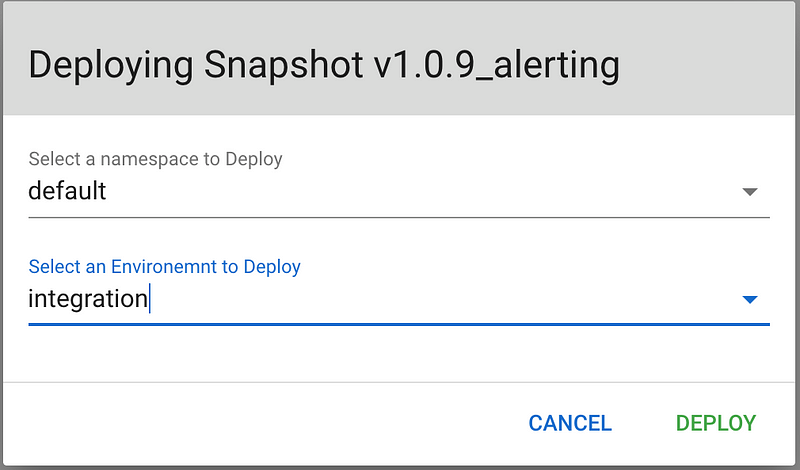 Deploying Snapshot v1.0.9_alerting
Select a namespace to Deploy
default
Select an Environemnt to Deploy
integration
CANCEL
DEPLOY